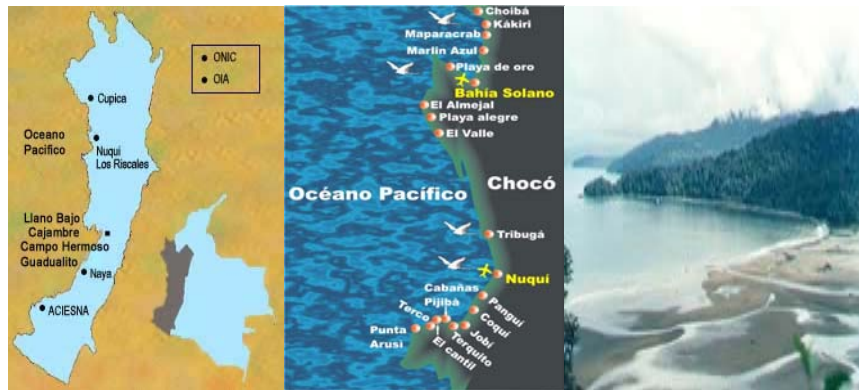 ONIC
OIA
Cupica
Oceano
Pacifico
Nuqui
Los Riscales
Llano Bajo
Cajambre
Campo Hermoso
Guadualito
Naya
ACIESNA
Choibá
Kákiri
Maparacrab
Marlin Azul
Playa de oro
Bahía Solano
El Almejal
Playa alegre
El Valle
Océano Pacífico
Chocó
Tribugá
Nuquí
Cabañas
Pijibá
Panguí
Coquí
Jobí
Terquito
El cantil
Terco
Punta
Arusí